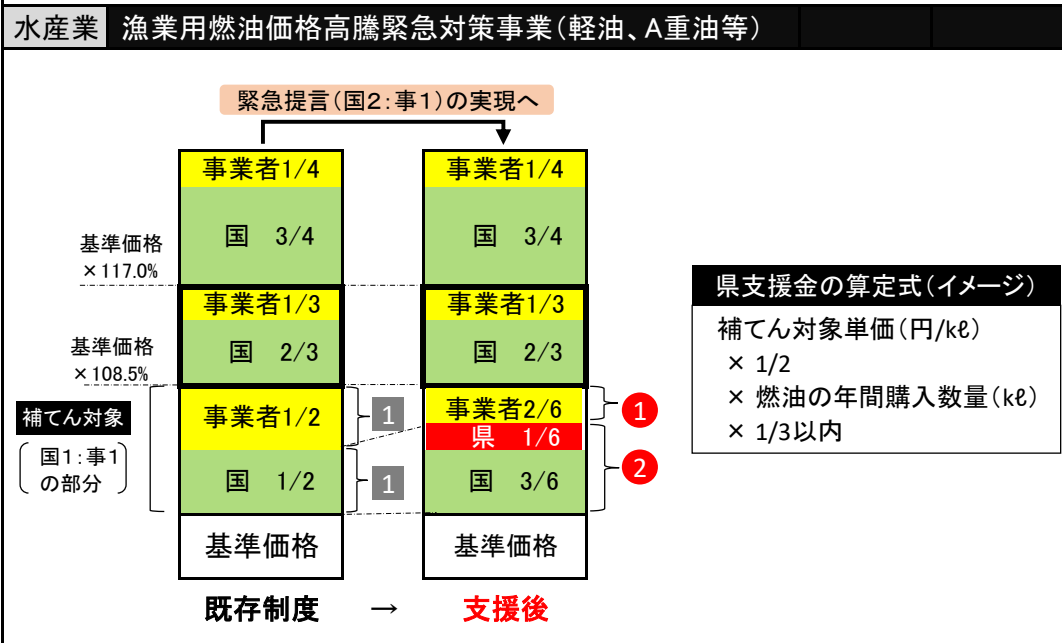 水産業 漁業用燃油価格高騰緊急対策事業(軽油、A重油等)
緊急提言(国2:事1)の実現へ
事業者1/4
国 3/4
基準価格
×117.0%
事業者1/3
国 2/3
基準価格
×108.5%
補てん対象
国1:事1
の部分
事業者1/2
1
国 1/2
1
基準価格
既存制度
→
事業者1/4
国 3/4
事業者1/3
国 2/3
事業者2/6
1
県 1/6
国 3/6
2
基準価格
支援後
県支援金の算定式(イメージ)
補てん対象単価(円/kℓ)
× 1/2
× 燃油の年間購入数量(kℓ)
× 1/3以内